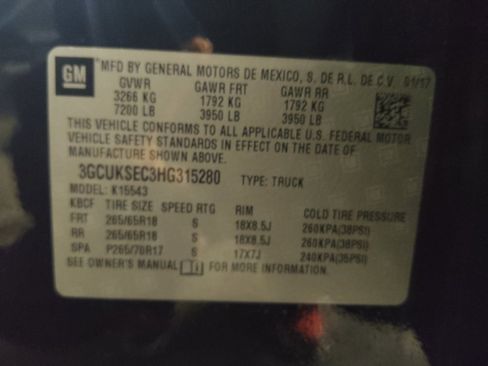 GM
MFD BY GENERAL MOTORS DE MEXICO, S. DE R.L. DE C.V. 01/17
GVWR GAWR FRT GAWR RR
3266 KG 1792 KG 1792 KG
7200 LB 3950 LB 3950 LB
THIS VEHICLE CONFORMS TO ALL APPLICABLE U.S. FEDERAL MOTOR
VEHICLE SAFETY STANDARDS IN EFFECT ON THE DATE OF
MANUFACTURE SHOWN ABOVE.
3GCUKSEC3HG315280 TYPE: TRUCK
MODEL: K15543
KBCF TIRE SIZE SPEED RTG RIM COLD TIRE PRESSURE
FRT 265/65R18 S 18X8.5J 260KPA(38PSI)
RR 265/65R18 S 18X8.5J 260KPA(38PSI)
SPA P265/70R17 S 17X7J 240KPA(35PSI)
SEE OWNER'S MANUAL FOR MORE INFORMATION.